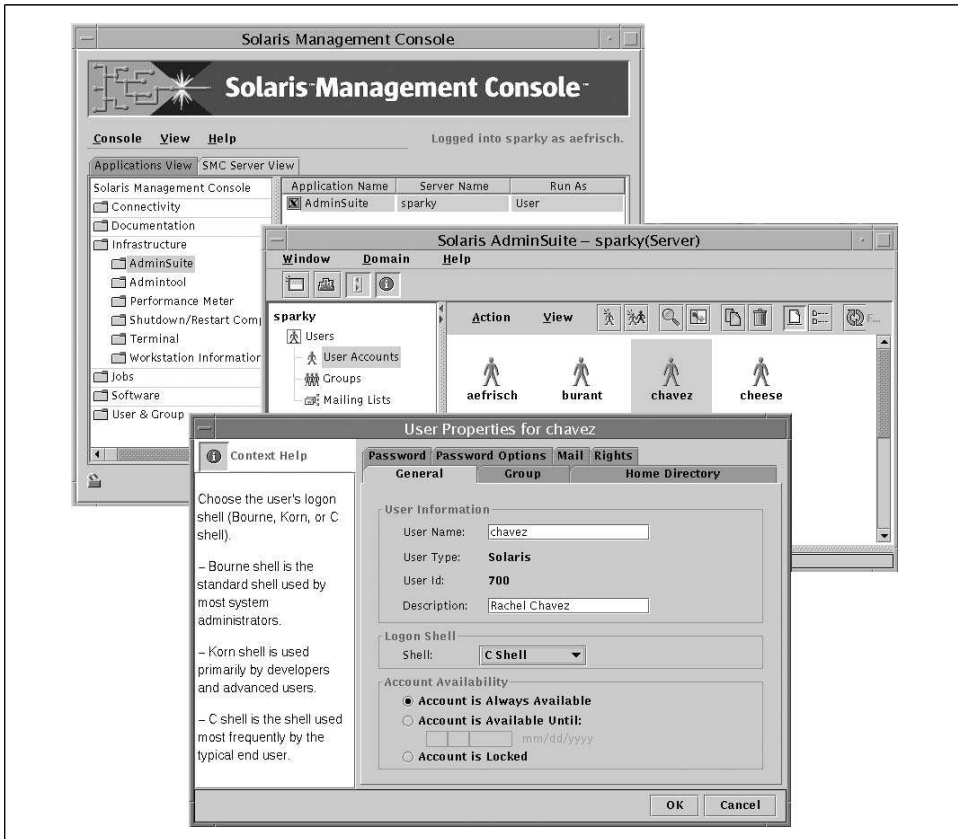 Solaris Management Console
Solaris™ Management Console™
Console View Help
Logged into sparky as aefrisch.
Applications View SMC Server View
Solaris Management Console
Connectivity
Documentation
Infrastructure
AdminSuite
Admintool
Performance Meter
Shutdown/Restart Comp
Terminal
Workstation Information
Jobs
Software
User & Group
Application Name Server Name Run As
AdminSuite sparky User
Solaris AdminSuite – sparky(Server)
Window Domain Help
sparky
Users
User Accounts
Groups
Mailing Lists
Action View
F...
aefrisch burant chavez cheese
User Properties for chavez
Context Help
Choose the user's logon
shell (Bourne, Korn, or C
shell).
– Bourne shell is the
standard shell used by
most system
administrators.
– Korn shell is used
primarily by developers
and advanced users.
– C shell is the shell used
most frequently by the
typical end user.
Password Password Options Mail Rights
General Group Home Directory
User Information
User Name: chavez
User Type: Solaris
User Id: 700
Description: Rachel Chavez
Logon Shell
Shell: C Shell
Account Availability
Account is Always Available
Account is Available Until:
mm/dd/yyyy
Account is Locked
OK Cancel